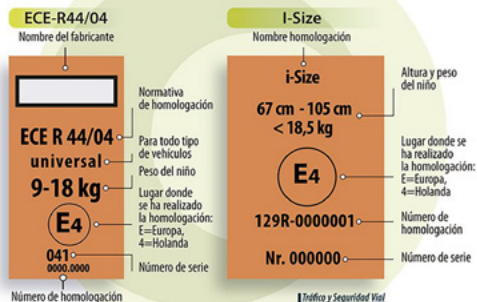 ECE-R44/04
Nombre del fabricante
ECE R 44/04
universal
9-18 kg
E4
041
0000.0000
Normativa
de homologación
Para todo tipo
de vehículos
Peso del niño
Lugar donde
se ha realizado
la homologación:
E=Europa,
4=Holanda
Número de serie
Número de homologación
I-Size
Nombre homologación
i-Size
67 cm - 105 cm
< 18,5 kg
E4
129R-0000001
Nr. 000000
Altura y peso
del niño
Lugar donde se
ha realizado la
homologación:
E=Europa,
4=Holanda
Número de
homologación
Número de serie
Tráfico y Seguridad Vial